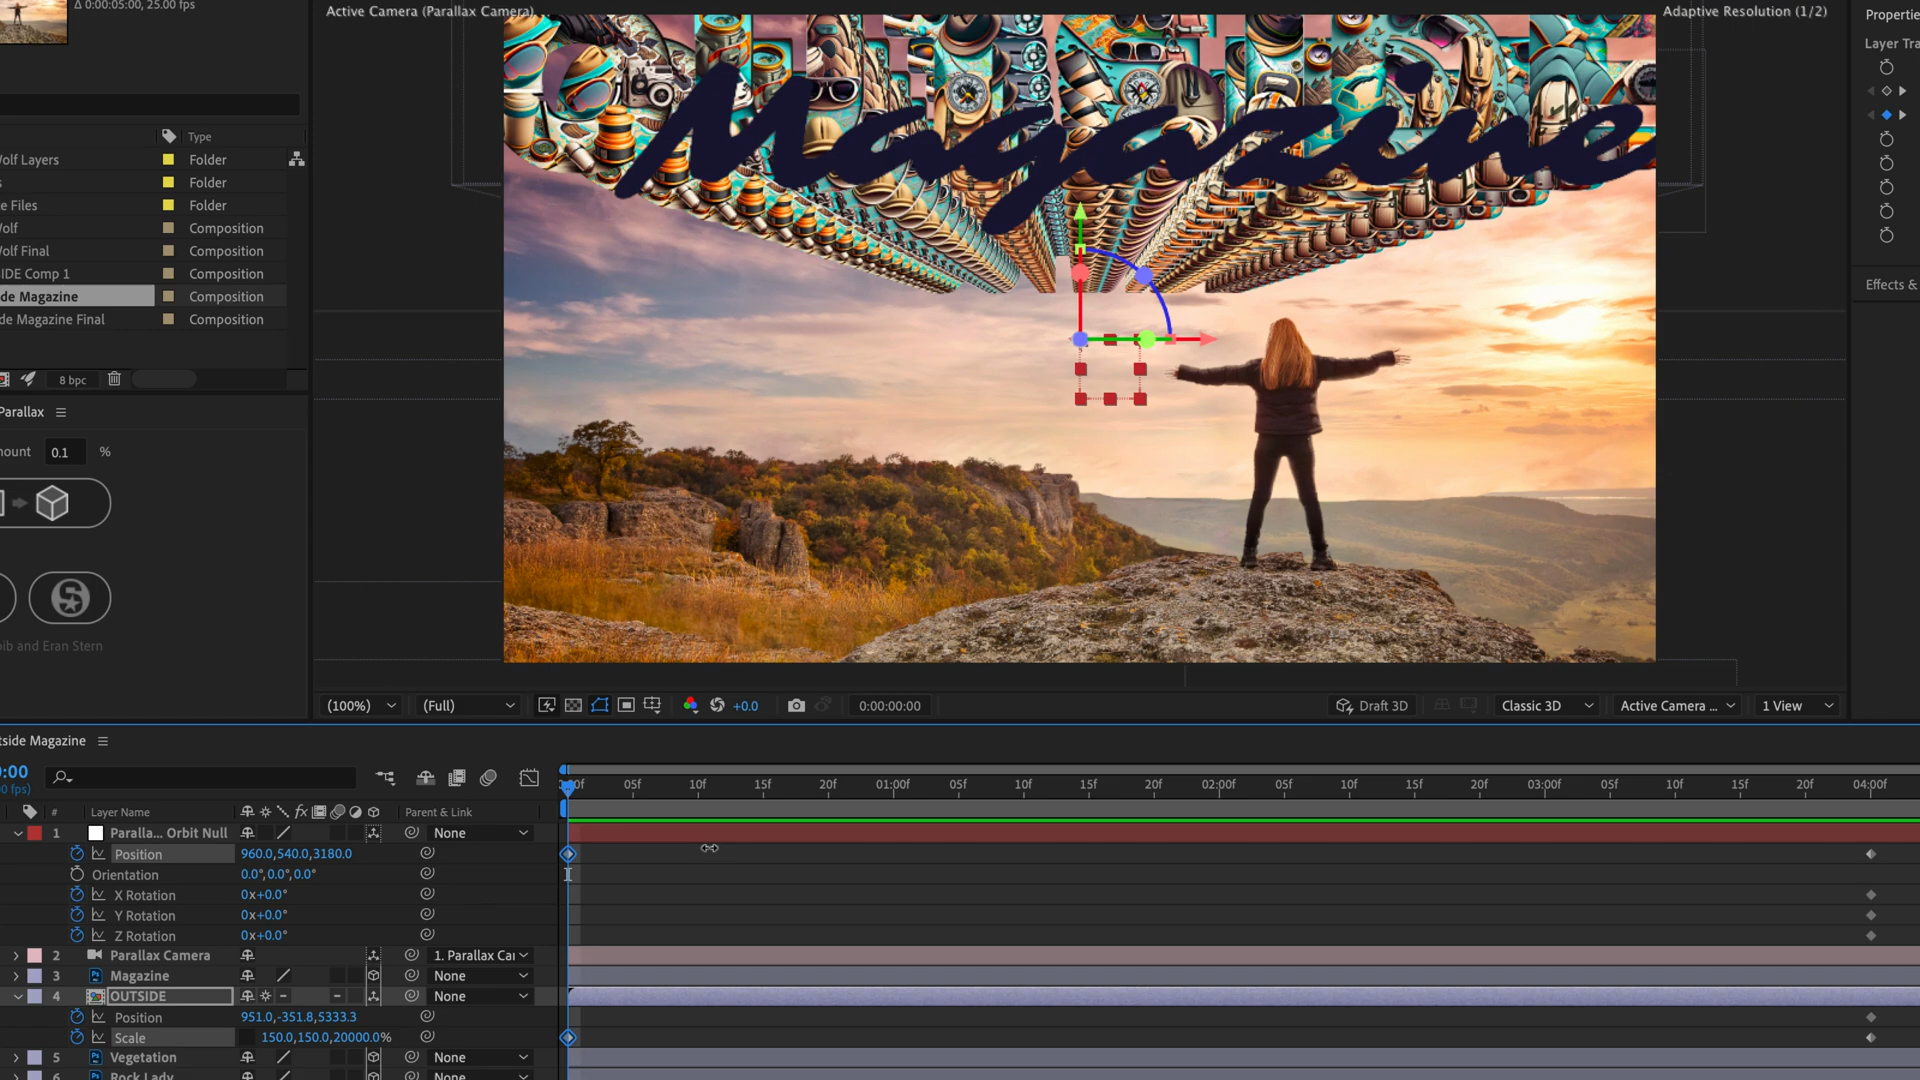 Δ 0:00:05:00, 25.00 fps
Active Camera (Parallax Camera)
Adaptive Resolution (1/2)
Properti
Layer Tra
Type
olf Layers
Folder
s
Folder
e Files
Folder
olf
Composition
olf Final
Composition
IDE Comp 1
Composition
de Magazine
Composition
de Magazine Final
Composition
Magazine
Effects &
8 bpc
Parallax
ount
0.1
%
ib and Eran Stern
(100%)
(Full)
+0.0
0:00:00:00
Draft 3D
Classic 3D
Active Camera ...
1 View
tside Magazine
0:00
0 fps)
00f
05f
10f
15f
20f
01:00f
05f
10f
15f
20f
02:00f
05f
10f
15f
20f
03:00f
05f
10f
15f
20f
04:00f
#
Layer Name
fx
Parent & Link
1
Paralla... Orbit Null
None
Position
960.0,540.0,3180.0
Orientation
0.0°,0.0°,0.0°
X Rotation
0x+0.0°
Y Rotation
0x+0.0°
Z Rotation
0x+0.0°
2
Parallax Camera
1. Parallax Ca
3
Ps
Magazine
None
4
OUTSIDE
None
Position
951.0,-351.8,5333.3
Scale
150.0,150.0,20000.0%
5
Ps
Vegetation
None
6
Rock Lady
None